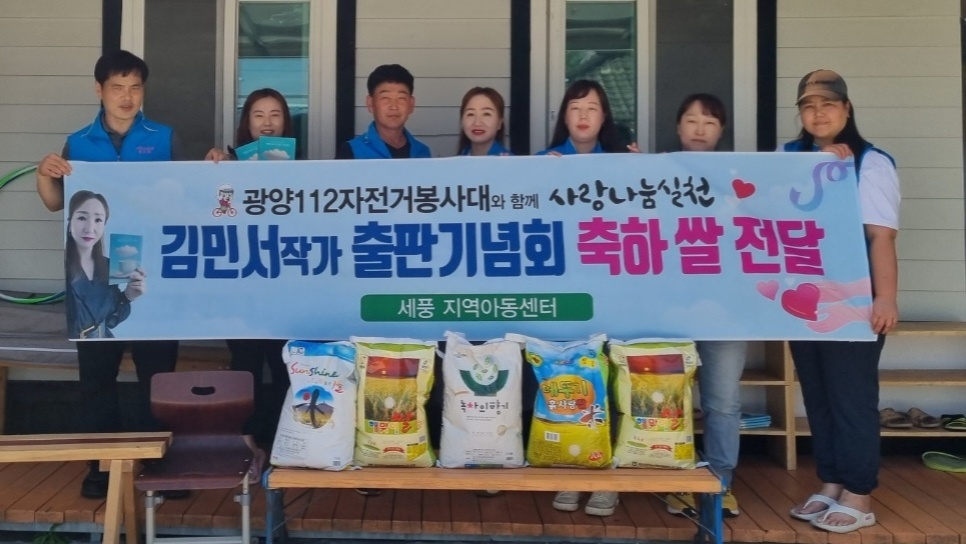 광양112자전거봉사대와 함께 사랑나눔실천
김민서작가 출판기념회 축하 쌀 전달
세풍 지역아동센터
Sunshine
米